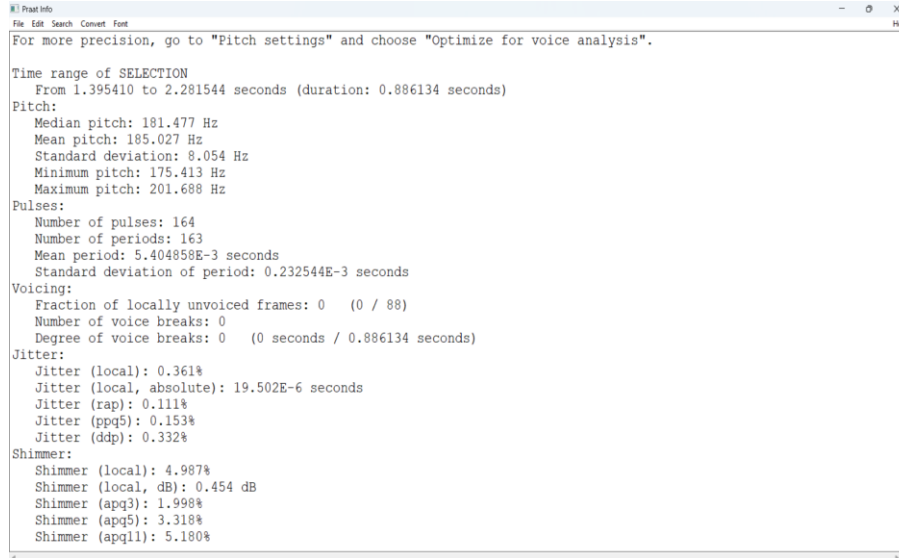 Praat Info
File Edit Search Convert Font
For more precision, go to "Pitch settings" and choose "Optimize for voice analysis".
Time range of SELECTION
From 1.395410 to 2.281544 seconds (duration: 0.886134 seconds)
Pitch:
Median pitch: 181.477 Hz
Mean pitch: 185.027 Hz
Standard deviation: 8.054 Hz
Minimum pitch: 175.413 Hz
Maximum pitch: 201.688 Hz
Pulses:
Number of pulses: 164
Number of periods: 163
Mean period: 5.404858E-3 seconds
Standard deviation of period: 0.232544E-3 seconds
Voicing:
Fraction of locally unvoiced frames: 0 (0 / 88)
Number of voice breaks: 0
Degree of voice breaks: 0 (0 seconds / 0.886134 seconds)
Jitter:
Jitter (local): 0.361%
Jitter (local, absolute): 19.502E-6 seconds
Jitter (rap): 0.111%
Jitter (ppq5): 0.153%
Jitter (ddp): 0.332%
Shimmer:
Shimmer (local): 4.987%
Shimmer (local, dB): 0.454 dB
Shimmer (apq3): 1.998%
Shimmer (apq5): 3.318%
Shimmer (apq11): 5.180%